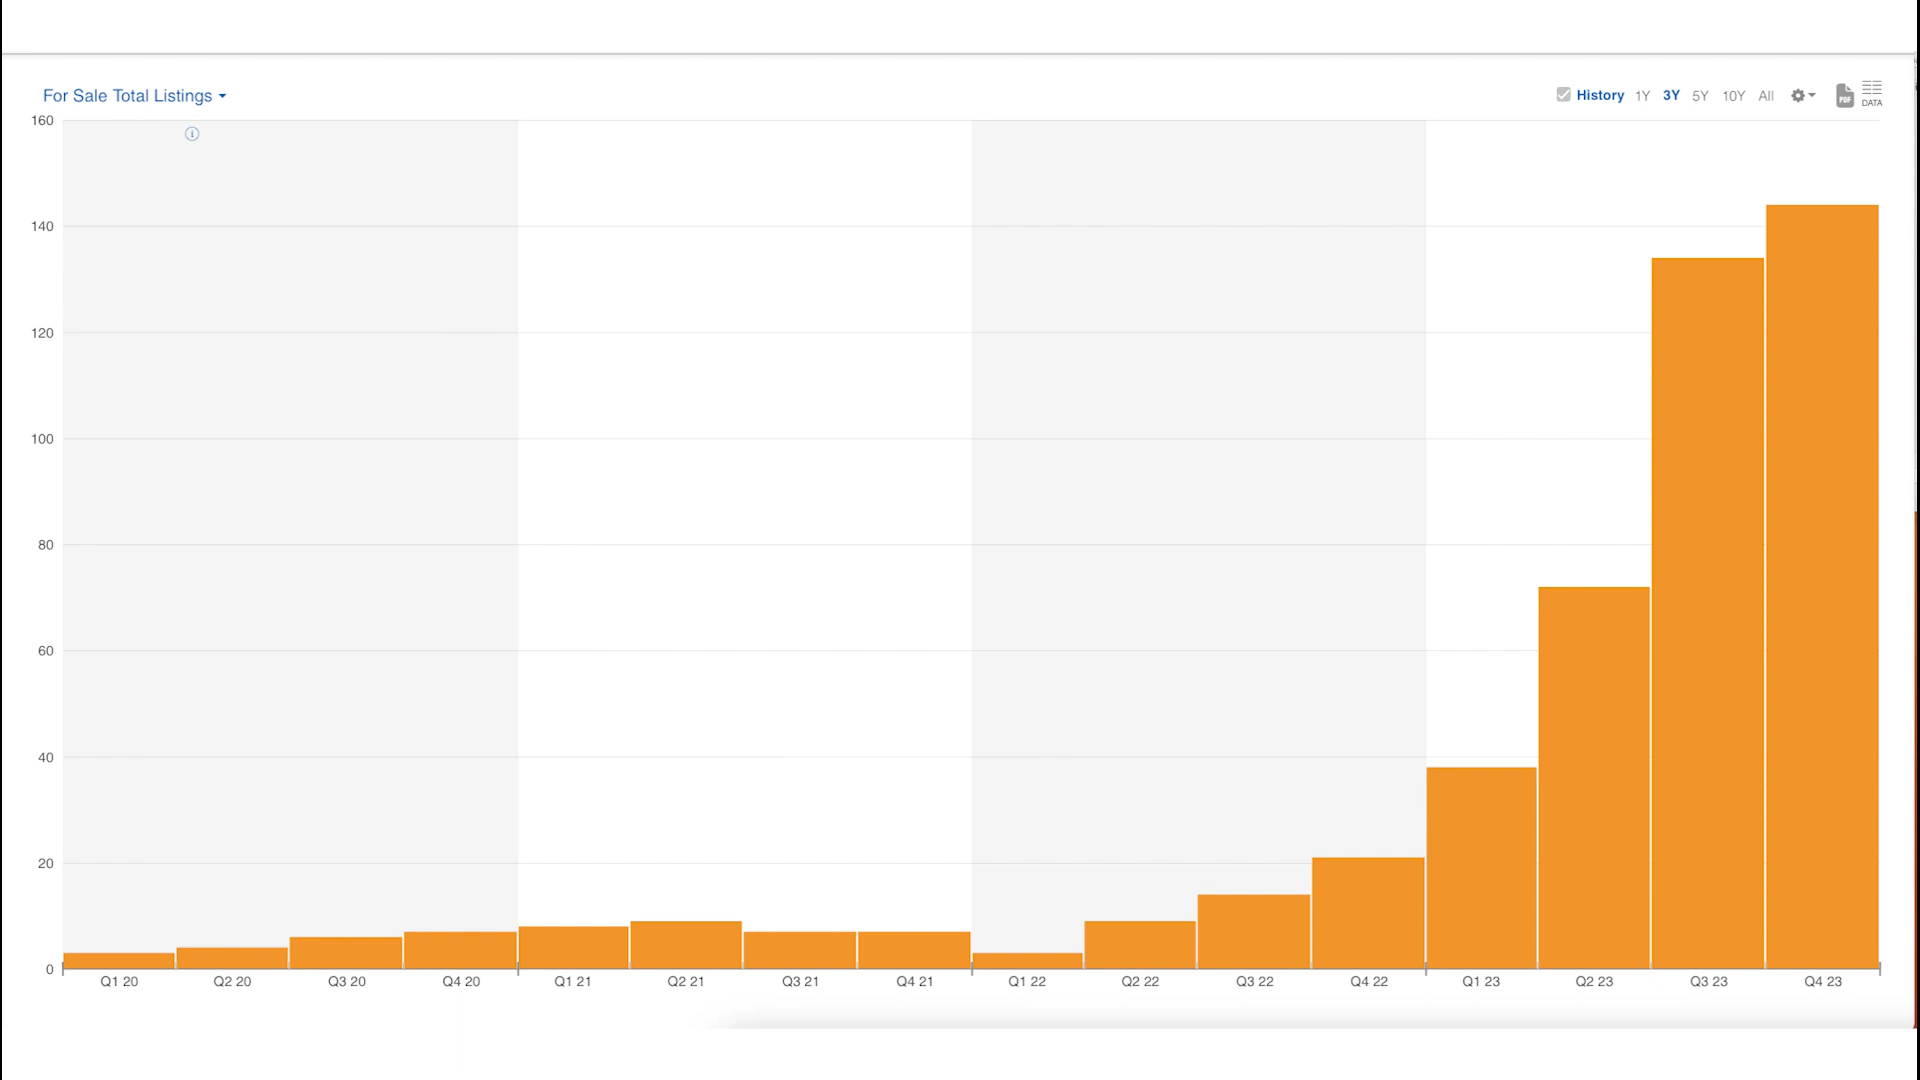 For Sale Total Listings
History 1Y 3Y 5Y 10Y All
PDF
DATA
160
140
120
100
80
60
40
20
0
Q1 20 Q2 20 Q3 20 Q4 20 Q1 21 Q2 21 Q3 21 Q4 21 Q1 22 Q2 22 Q3 22 Q4 22 Q1 23 Q2 23 Q3 23 Q4 23